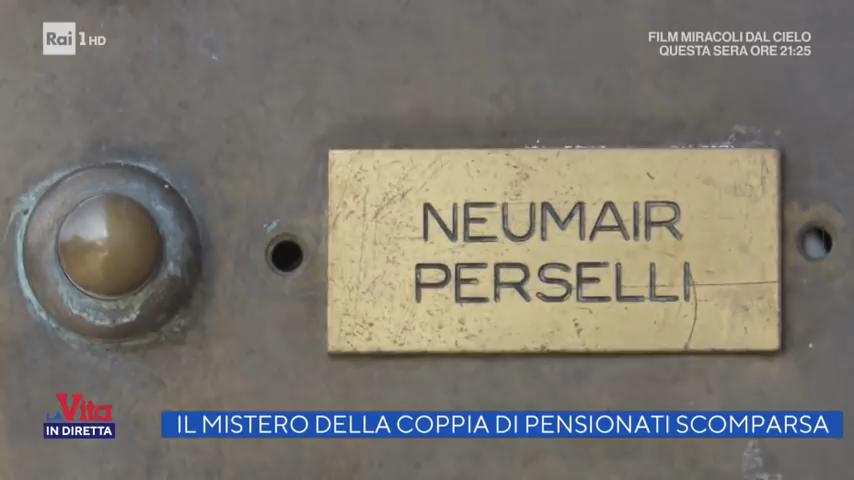 Rai 1 HD
FILM MIRACOLI DAL CIELO
QUESTA SERA ORE 21:25
NEUMAIR
PERSELLI
LA Vita
IN DIRETTA
IL MISTERO DELLA COPPIA DI PENSIONATI SCOMPARSA